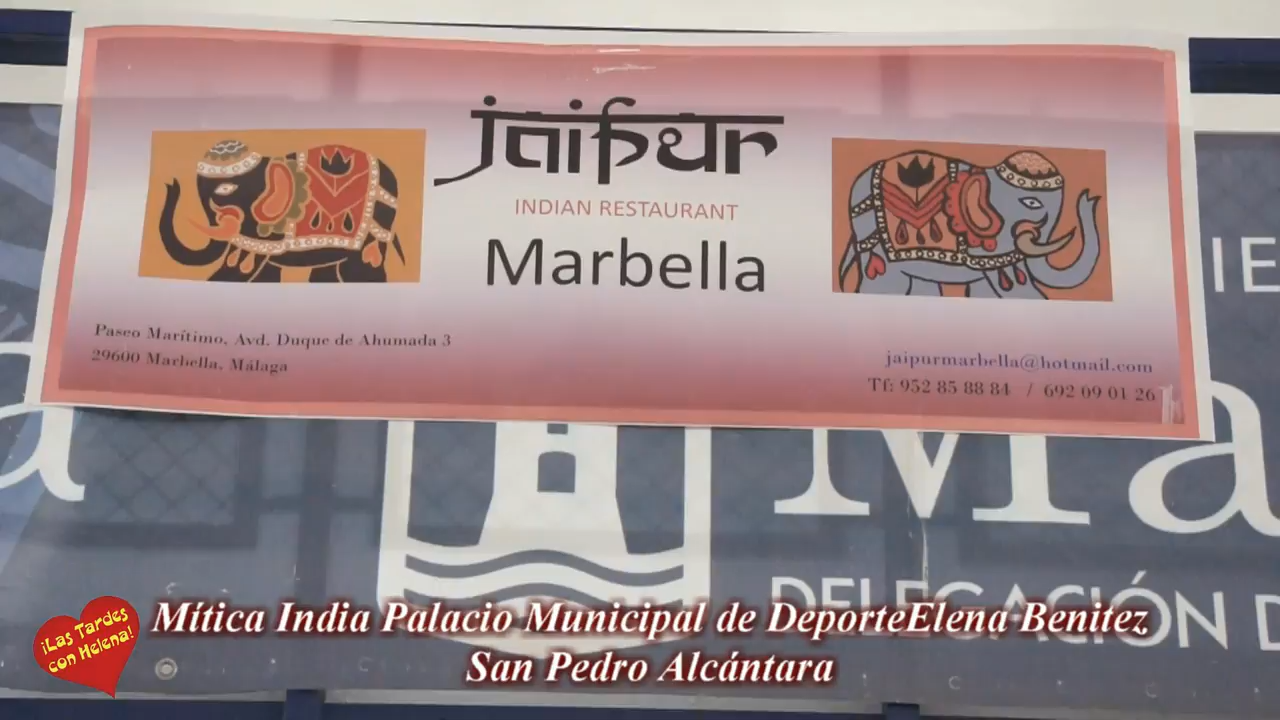 jaipur
INDIAN RESTAURANT
Marbella
Paseo Marítimo, Avd. Duque de Ahumada 3
29600 Marbella, Málaga
jaipurmarbella@hotmail.com
Tf: 952 85 88 84 / 692 09 01 26
IE
a
Ma
DELEGACIÓN D
¡Las Tardes
con Helena!
Mítica India Palacio Municipal de DeporteElena Benitez
San Pedro Alcántara